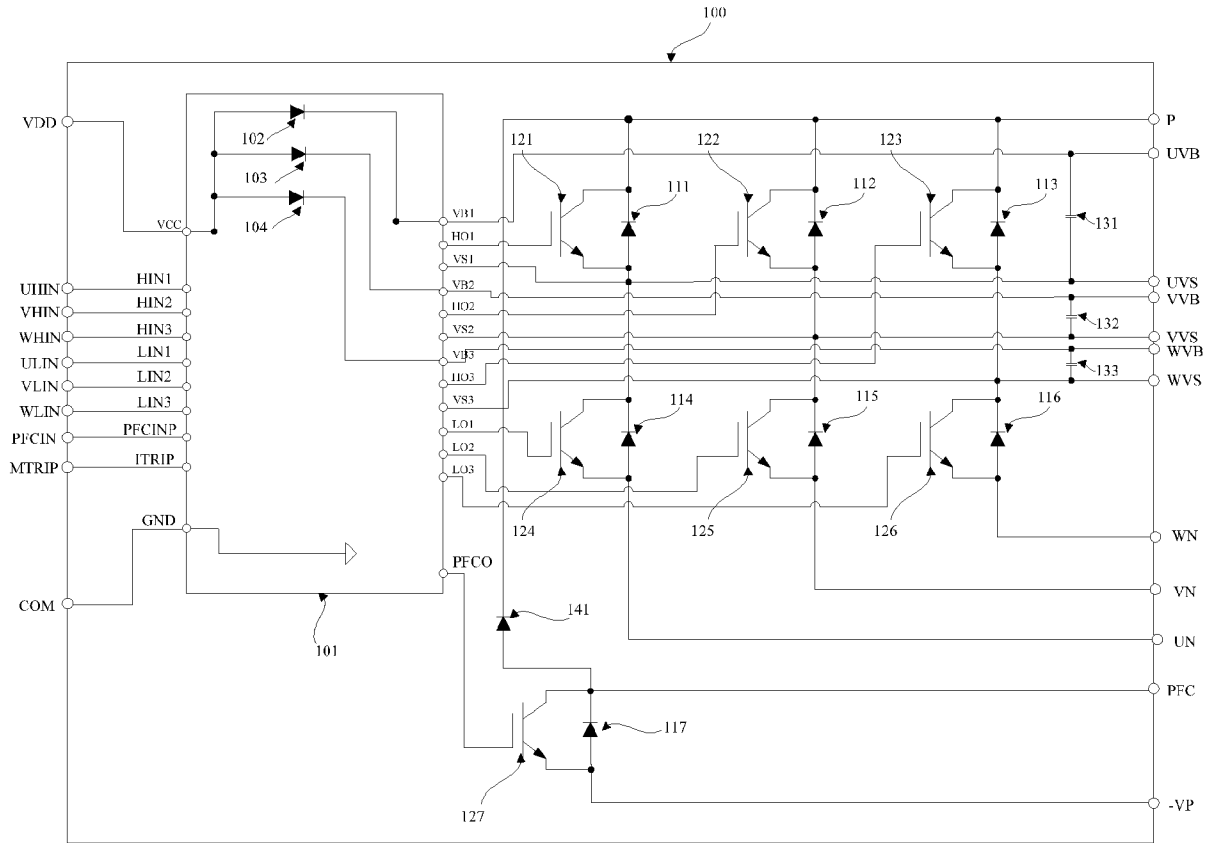 100
VDD
102
103
104
VCC
UHIN
HIN1
VHIN
HIN2
WHIN
HIN3
ULIN
LIN1
VLIN
LIN2
WLIN
LIN3
PFCIN
PFCINP
MTRIP
ITRIP
GND
COM
101
VB1
HO1
VS1
VB2
HO2
VS2
VB3
HO3
VS3
LO1
LO2
LO3
PFCO
121
122
123
111
112
113
131
132
133
114
115
116
124
125
126
141
117
127
P
UVB
UVS
VVB
VVS
WVB
WVS
WN
VN
UN
PFC
-VP